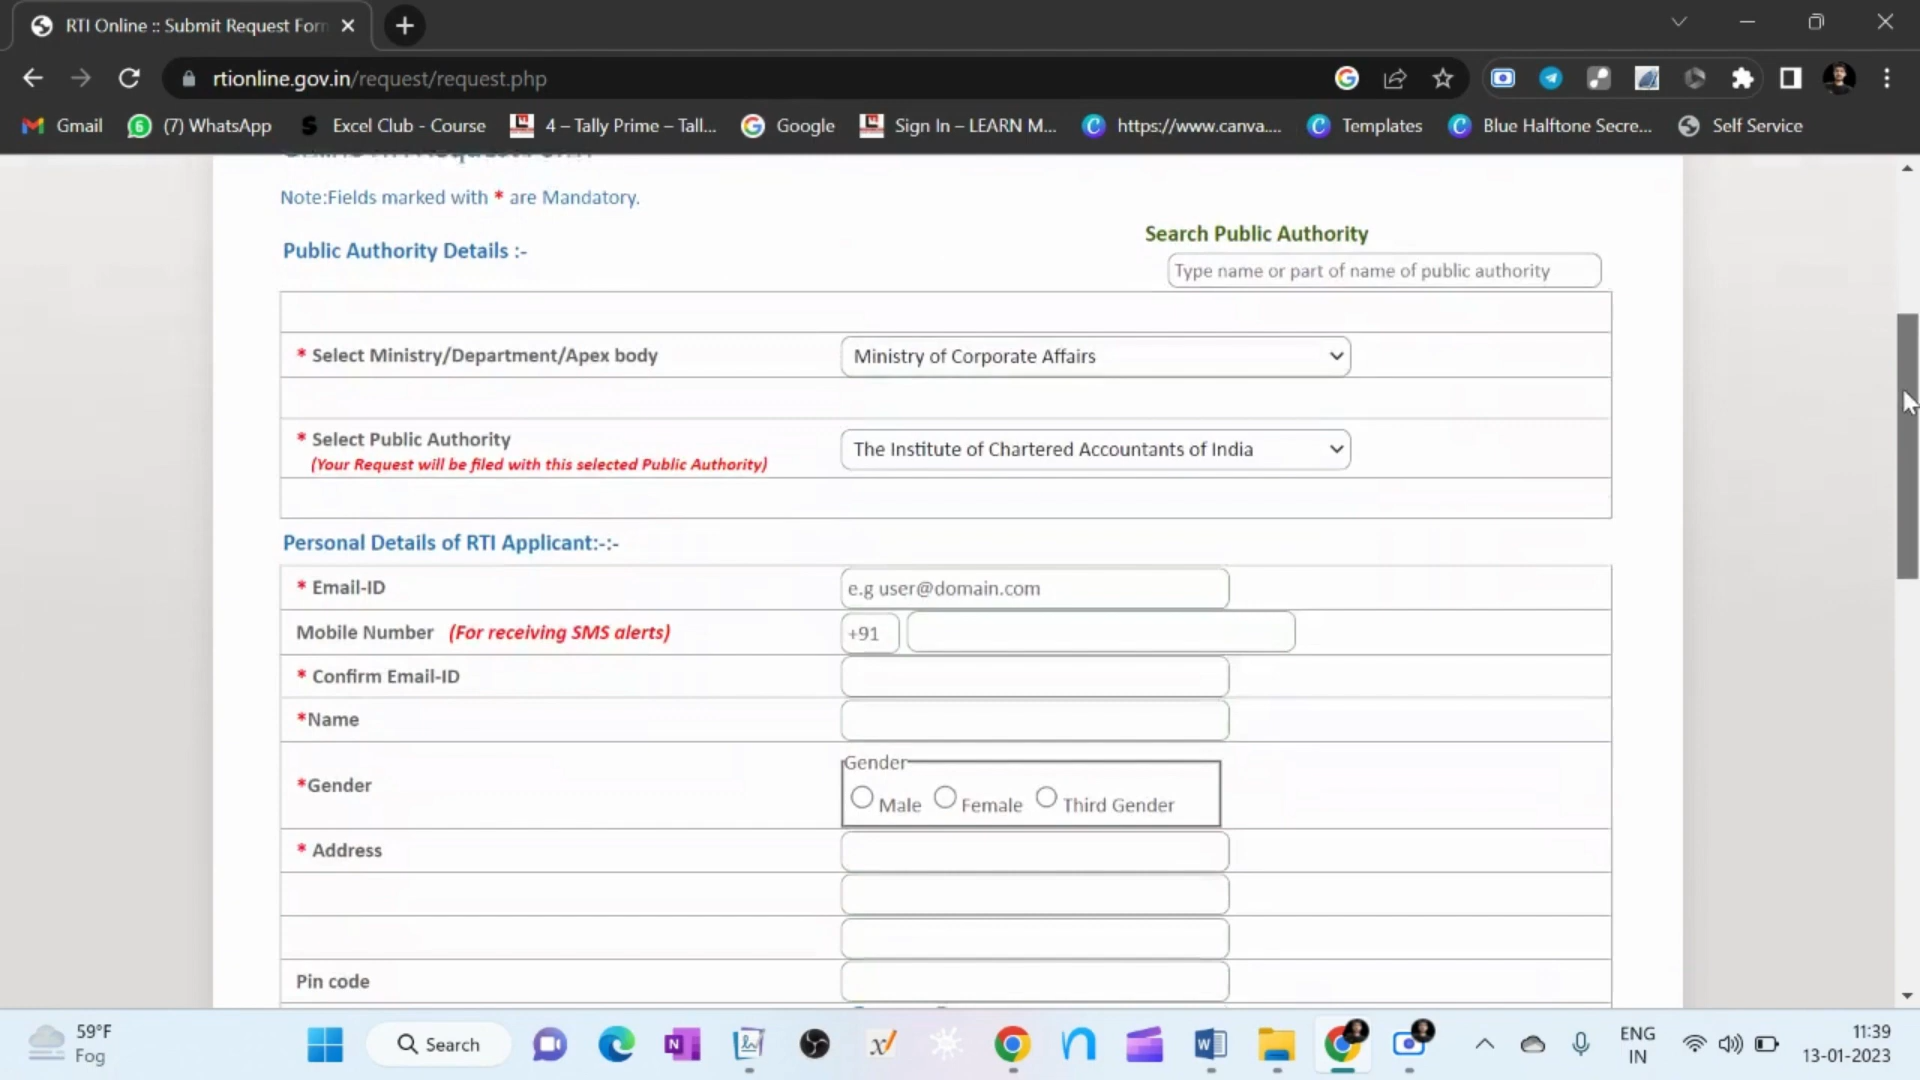 RTI Online :: Submit Request Form
rtionline.gov.in/request/request.php
Gmail
(7) WhatsApp
Excel Club - Course
4 – Tally Prime – Tall...
Google
Sign In – LEARN M...
https://www.canva....
Templates
Blue Halftone Secre...
Self Service
Note:Fields marked with * are Mandatory.
Search Public Authority
Public Authority Details :-
Type name or part of name of public authority
* Select Ministry/Department/Apex body
Ministry of Corporate Affairs
* Select Public Authority
The Institute of Chartered Accountants of India
(Your Request will be filed with this selected Public Authority)
Personal Details of RTI Applicant:-:-
* Email-ID
e.g user@domain.com
Mobile Number (For receiving SMS alerts)
+91
* Confirm Email-ID
*Name
Gender
*Gender
Male
Female
Third Gender
* Address
Pin code
59°F
Fog
Search
ENG
IN
11:39
13-01-2023